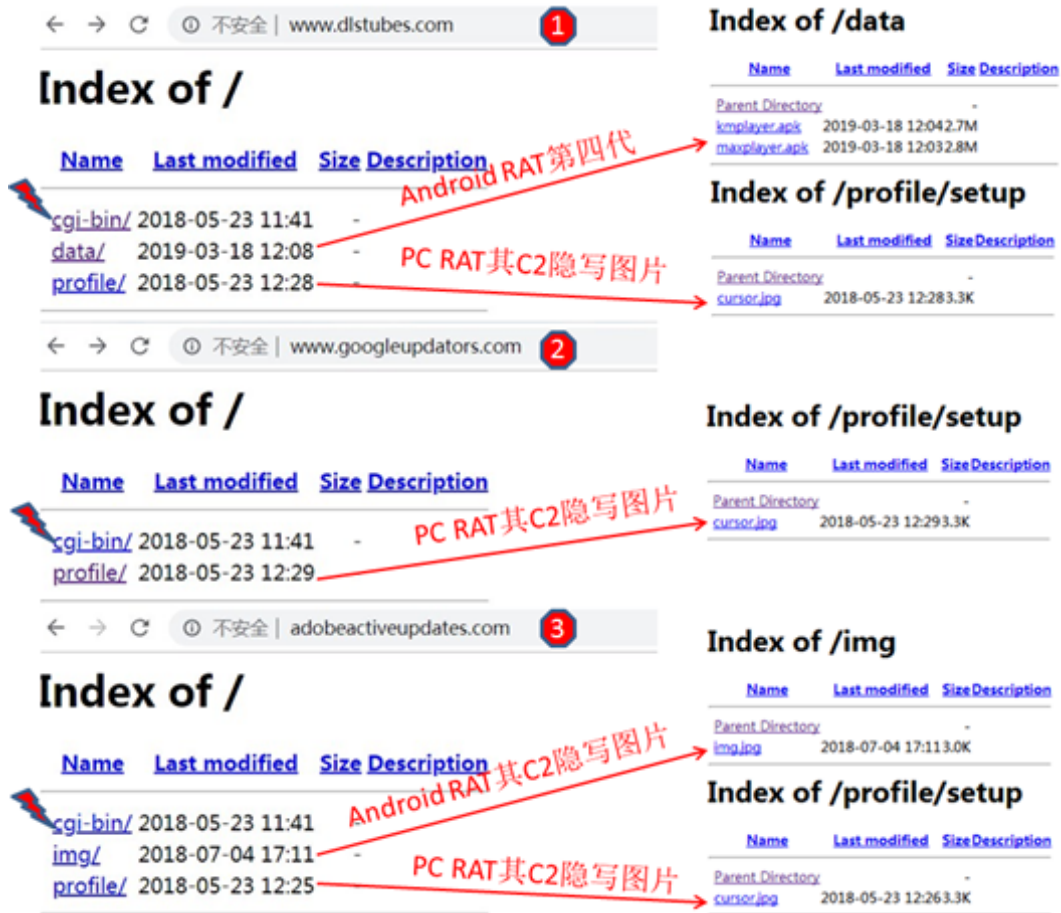 不安全 | www.dlstubes.com
1
Index of /
Name Last modified Size Description
cgi-bin/ 2018-05-23 11:41 -
data/ 2019-03-18 12:08 -
profile/ 2018-05-23 12:28 -
Android RAT第四代
PC RAT其C2隐写图片
Index of /data
Name Last modified Size Description
Parent Directory -
kmplayer.apk 2019-03-18 12:04 2.7M
maxplayer.apk 2019-03-18 12:03 2.8M
Index of /profile/setup
Name Last modified Size Description
Parent Directory -
cursor.jpg 2018-05-23 12:28 3.3K
不安全 | www.googleupdators.com
2
Index of /
Name Last modified Size Description
cgi-bin/ 2018-05-23 11:41 -
profile/ 2018-05-23 12:29
PC RAT其C2隐写图片
Index of /profile/setup
Name Last modified Size Description
Parent Directory -
cursor.jpg 2018-05-23 12:29 3.3K
不安全 | adobeactiveupdates.com
3
Index of /
Name Last modified Size Description
cgi-bin/ 2018-05-23 11:41 -
img/ 2018-07-04 17:11 -
profile/ 2018-05-23 12:25 -
Android RAT其C2隐写图片
PC RAT其C2隐写图片
Index of /img
Name Last modified Size Description
Parent Directory -
img.jpg 2018-07-04 17:11 3.0K
Index of /profile/setup
Name Last modified Size Description
Parent Directory -
cursor.jpg 2018-05-23 12:26 3.3K